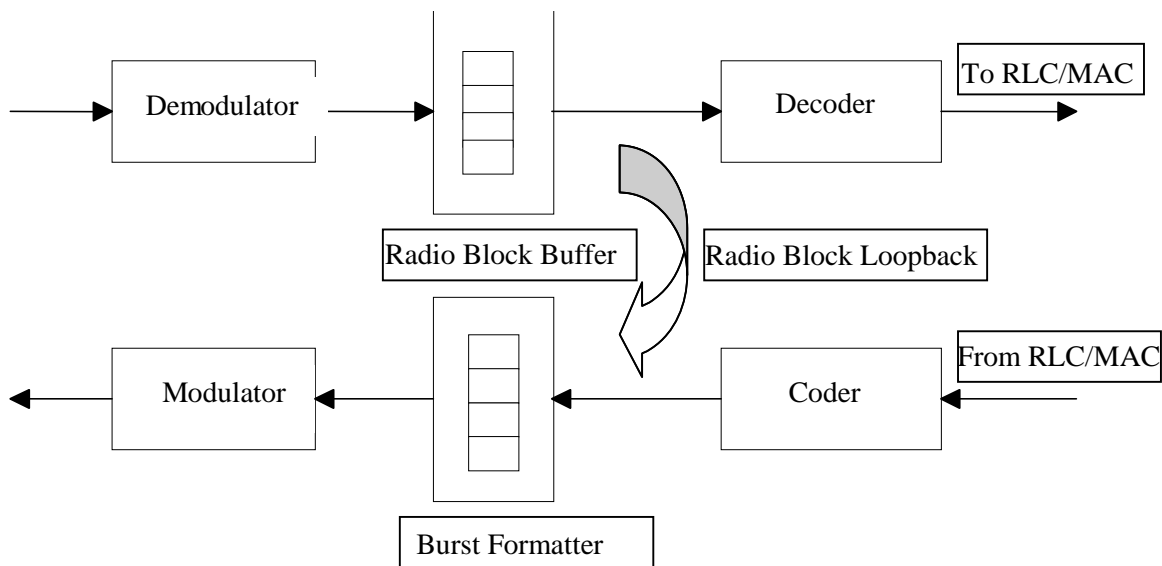 Demodulator
Decoder
To RLC/MAC
Radio Block Buffer
Radio Block Loopback
Modulator
Coder
From RLC/MAC
Burst Formatter